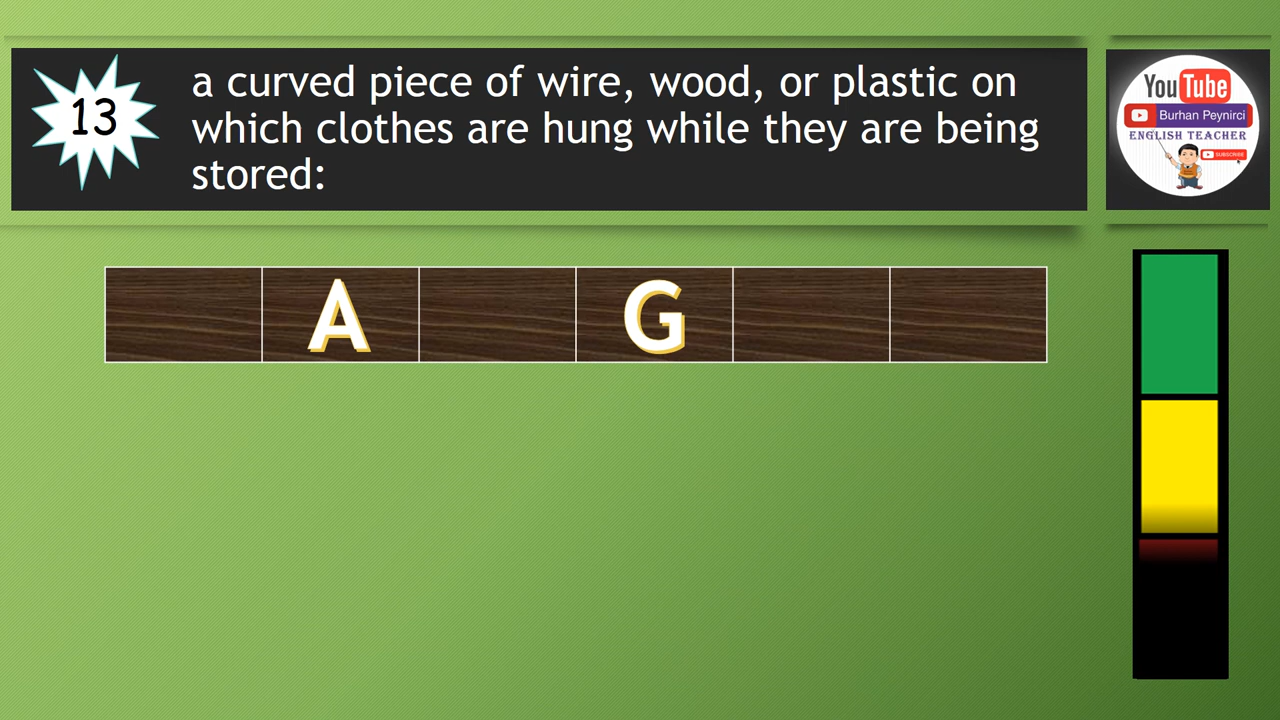 13
a curved piece of wire, wood, or plastic on
which clothes are hung while they are being
stored:
YouTube
Burhan Peynirci
ENGLISH TEACHER
SUBSCRIBE
A G